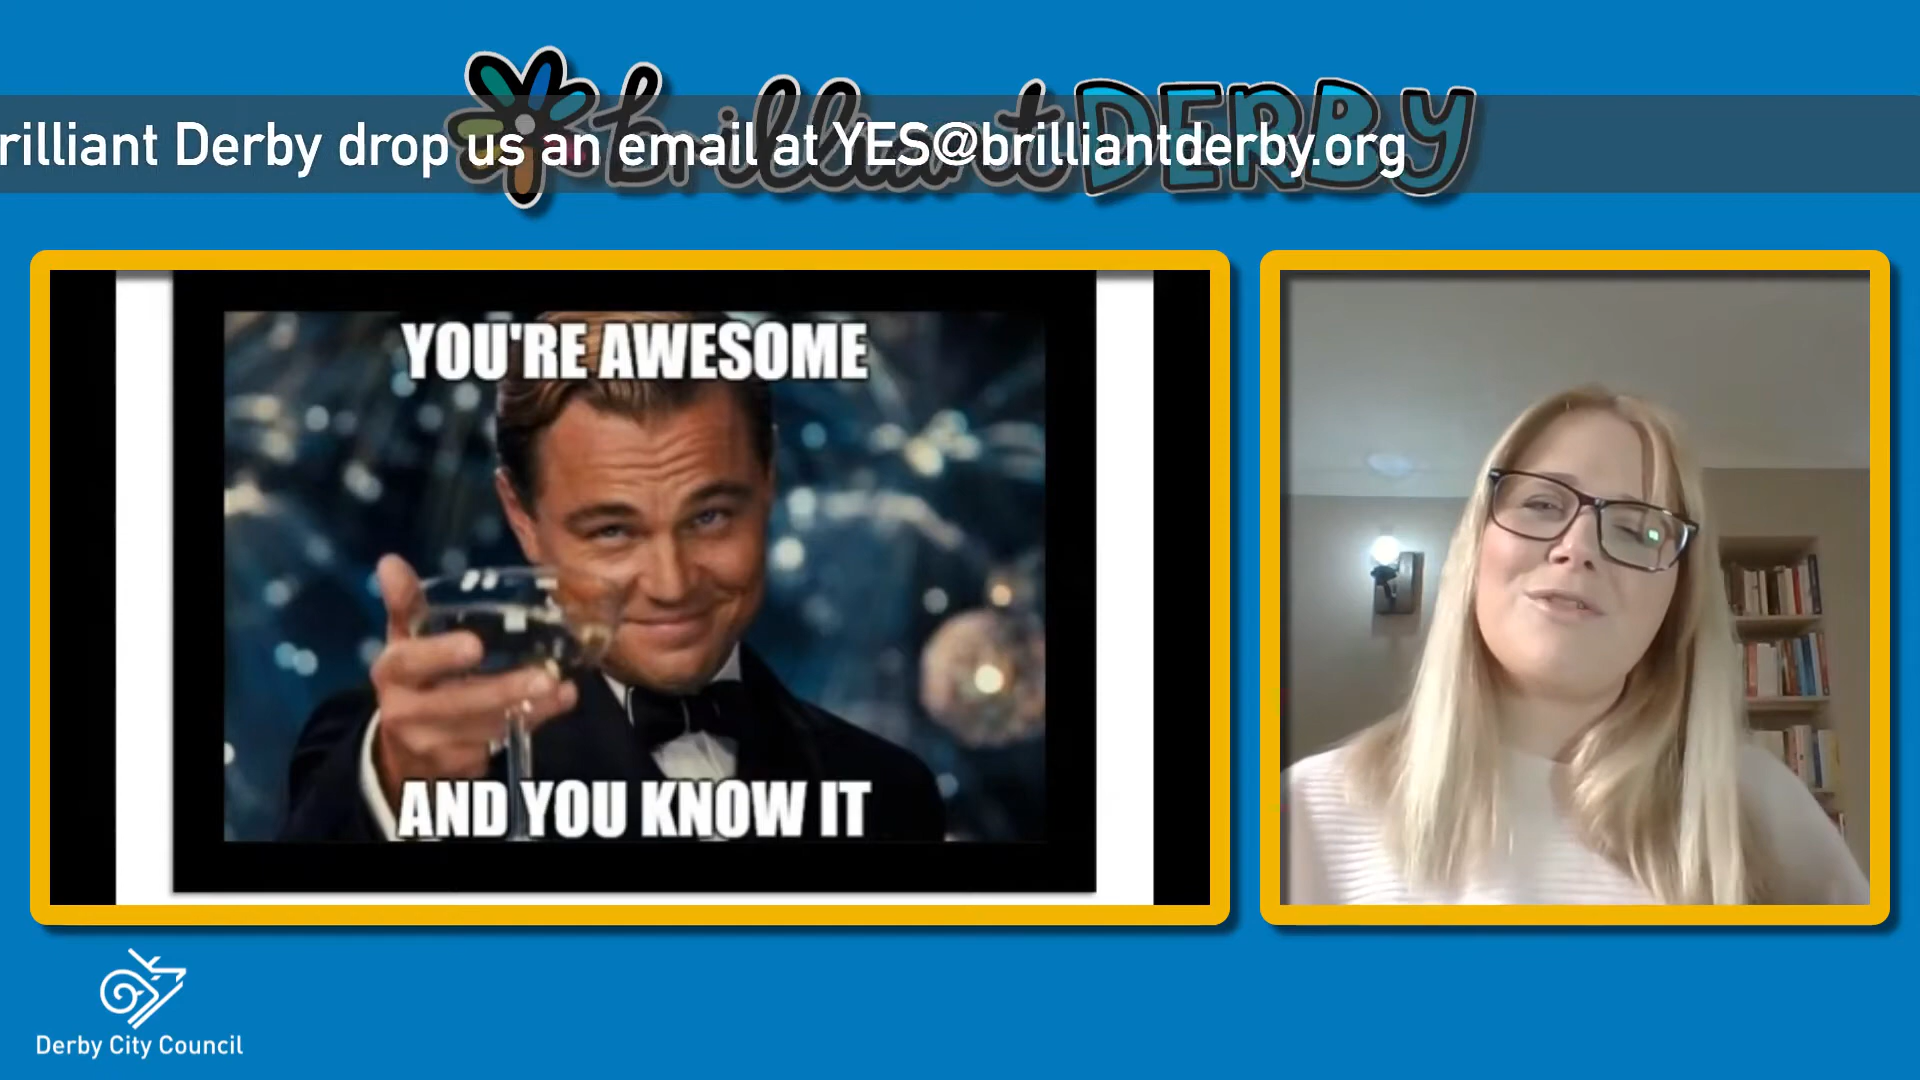 brilliant DERBY
rilliant Derby drop us an email at YES@brilliantderby.org
YOU'RE AWESOME
AND YOU KNOW IT
Derby City Council